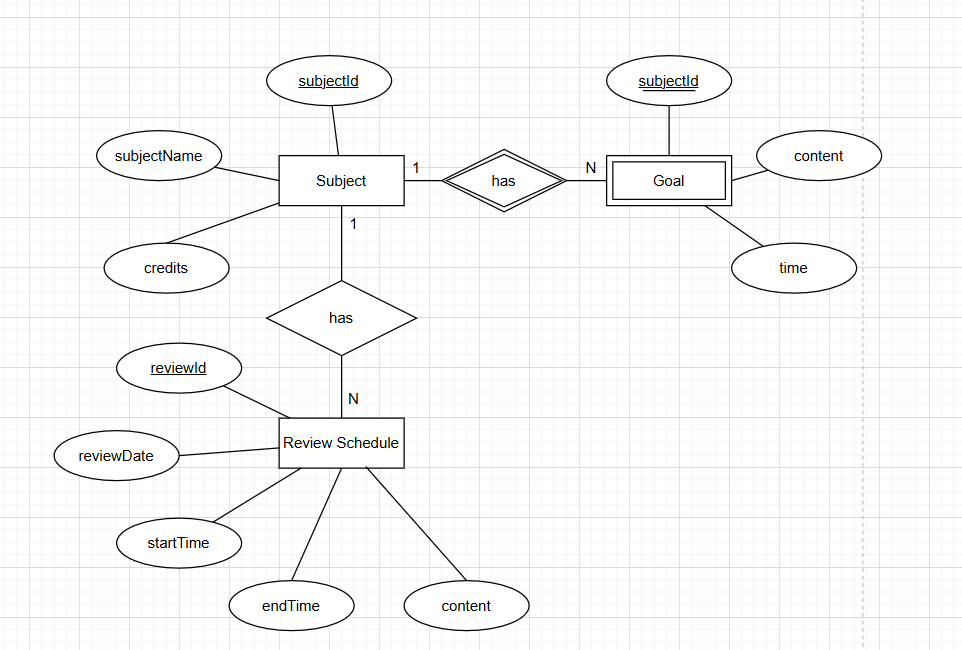 subjectId
subjectId
subjectName
content
Subject
1
has
N
Goal
1
credits
time
has
reviewId
N
Review Schedule
reviewDate
startTime
endTime
content